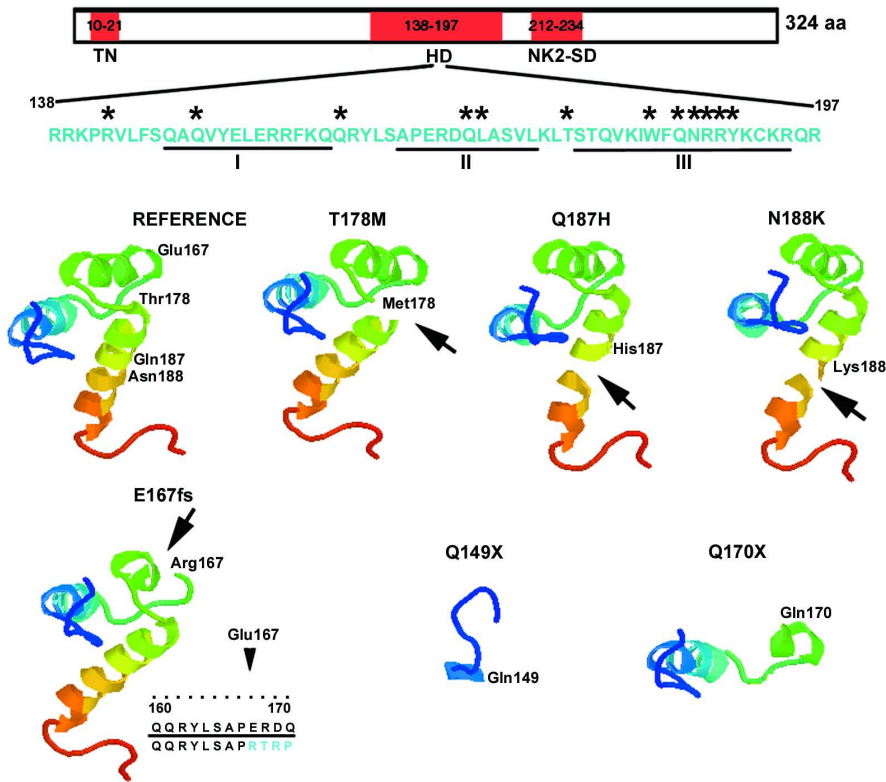 10-21 138-197 212-234 324 aa
TN HD NK2-SD
138 197
* * * * * * * * * * * *
RRKPRVLFSQAQVYELERRFKQQRYLSAPERDQLASVLKLTSTQVKIWFQNRRYKCKRQR
I II III
REFERENCE T178M Q187H N188K
Glu167
Thr178
Gln187
Asn188
Met178
His187
Lys188
E167fs
Arg167
Glu167
160 171
QQRYLSAPERDQ
QQRYLSAPRTRP
Q149X Q170X
Gln149
Gln170